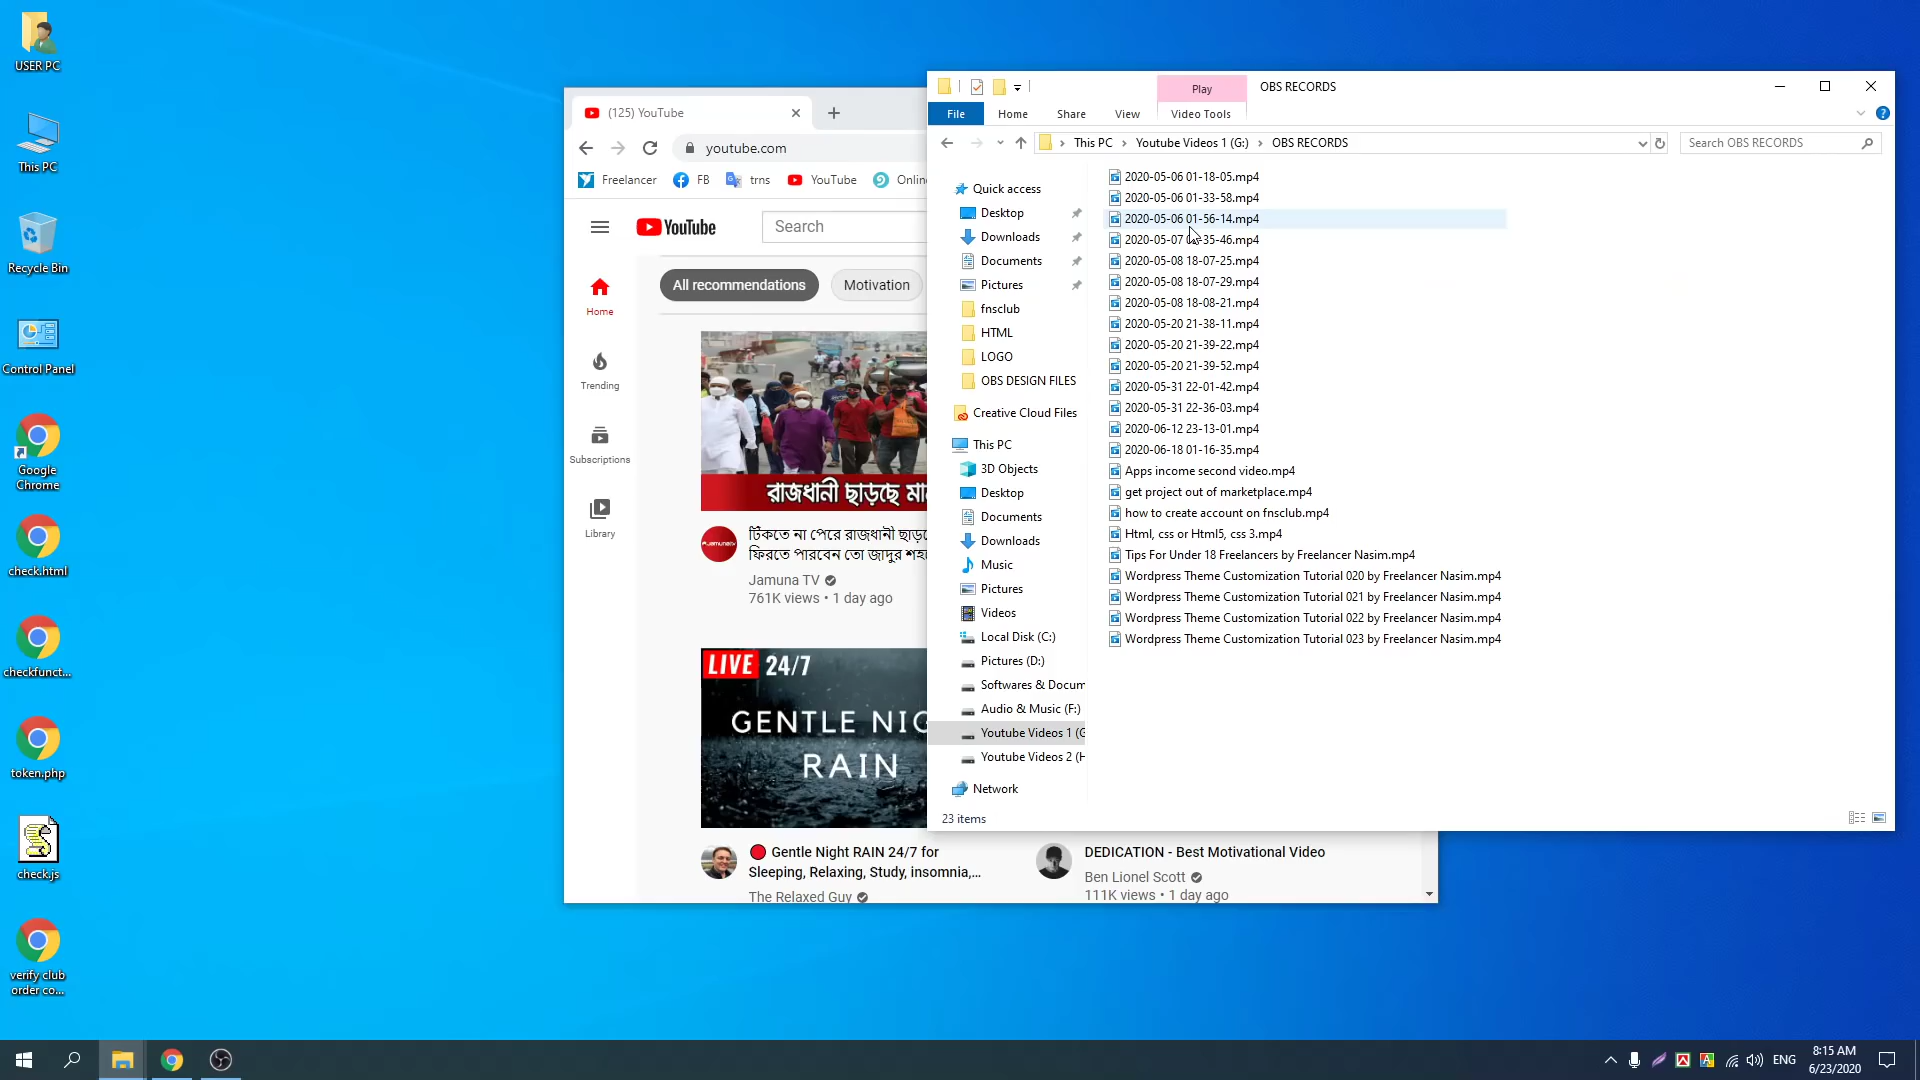 USER PC
This PC
Recycle Bin
Control Panel
Google
Chrome
check.html
checkfunct...
token.php
check.js
verify club
order co...
(125) YouTube
youtube.com
Freelancer
FB
trns
YouTube
Onlin
YouTube
Search
All recommendations
Motivation
Home
Trending
Subscriptions
Library
রাজধানী ছাড়ছে মা
টিকতে না পেরে রাজধানী ছাড়ছে
ফিরতে পারবেন তো জাদুর শহ
Jamuna TV
761K views • 1 day ago
LIVE 24/7
GENTLE NIG
RAIN
Gentle Night RAIN 24/7 for
Sleeping, Relaxing, Study, insomnia,...
The Relaxed Guy
DEDICATION - Best Motivational Video
Ben Lionel Scott
111K views • 1 day ago
Play
OBS RECORDS
File
Home
Share
View
Video Tools
This PC
Youtube Videos 1 (G:)
OBS RECORDS
Search OBS RECORDS
Quick access
Desktop
Downloads
Documents
Pictures
fnsclub
HTML
LOGO
OBS DESIGN FILES
Creative Cloud Files
This PC
3D Objects
Desktop
Documents
Downloads
Music
Pictures
Videos
Local Disk (C:)
Pictures (D:)
Softwares & Docum
Audio & Music (F:)
Youtube Videos 1 (G
Youtube Videos 2 (H
Network
2020-05-06 01-18-05.mp4
2020-05-06 01-33-58.mp4
2020-05-06 01-56-14.mp4
2020-05-07 -35-46.mp4
2020-05-08 18-07-25.mp4
2020-05-08 18-07-29.mp4
2020-05-08 18-08-21.mp4
2020-05-20 21-38-11.mp4
2020-05-20 21-39-22.mp4
2020-05-20 21-39-52.mp4
2020-05-31 22-01-42.mp4
2020-05-31 22-36-03.mp4
2020-06-12 23-13-01.mp4
2020-06-18 01-16-35.mp4
Apps income second video.mp4
get project out of marketplace.mp4
how to create account on fnsclub.mp4
Html, css or Html5, css 3.mp4
Tips For Under 18 Freelancers by Freelancer Nasim.mp4
Wordpress Theme Customization Tutorial 020 by Freelancer Nasim.mp4
Wordpress Theme Customization Tutorial 021 by Freelancer Nasim.mp4
Wordpress Theme Customization Tutorial 022 by Freelancer Nasim.mp4
Wordpress Theme Customization Tutorial 023 by Freelancer Nasim.mp4
23 items
ENG
8:15 AM
6/23/2020